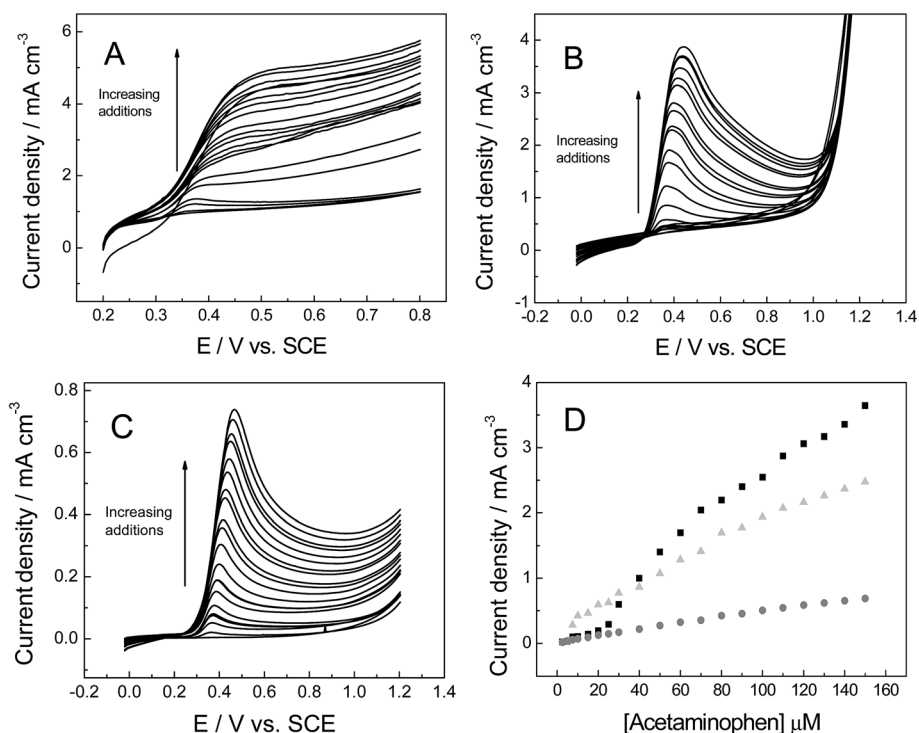 A
Increasing
additions
Current density / mA cm-3
6
4
2
0
0.2 0.3 0.4 0.5 0.6 0.7 0.8
E / V vs. SCE
B
Increasing
additions
Current density / mA cm-3
4
3
2
1
0
-1
-0.2 0.0 0.2 0.4 0.6 0.8 1.0 1.2 1.4
E / V vs. SCE
C
Increasing
additions
Current density / mA cm-3
0.8
0.6
0.4
0.2
0.0
-0.2 0.0 0.2 0.4 0.6 0.8 1.0 1.2 1.4
E / V vs. SCE
D
Current density / mA cm-3
4
3
2
1
0
0 20 40 60 80 100 120 140 160
[Acetaminophen] μM